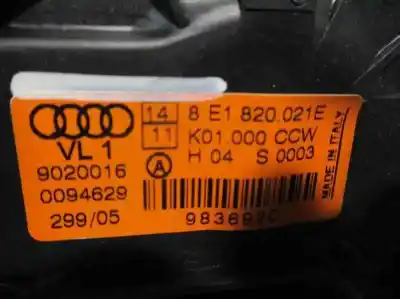 14 8 E1 820.021E
11 K01.000 CCW
VL 1 A H 04 S 0003
9020016
0094629
299/05
MADE IN ITALY